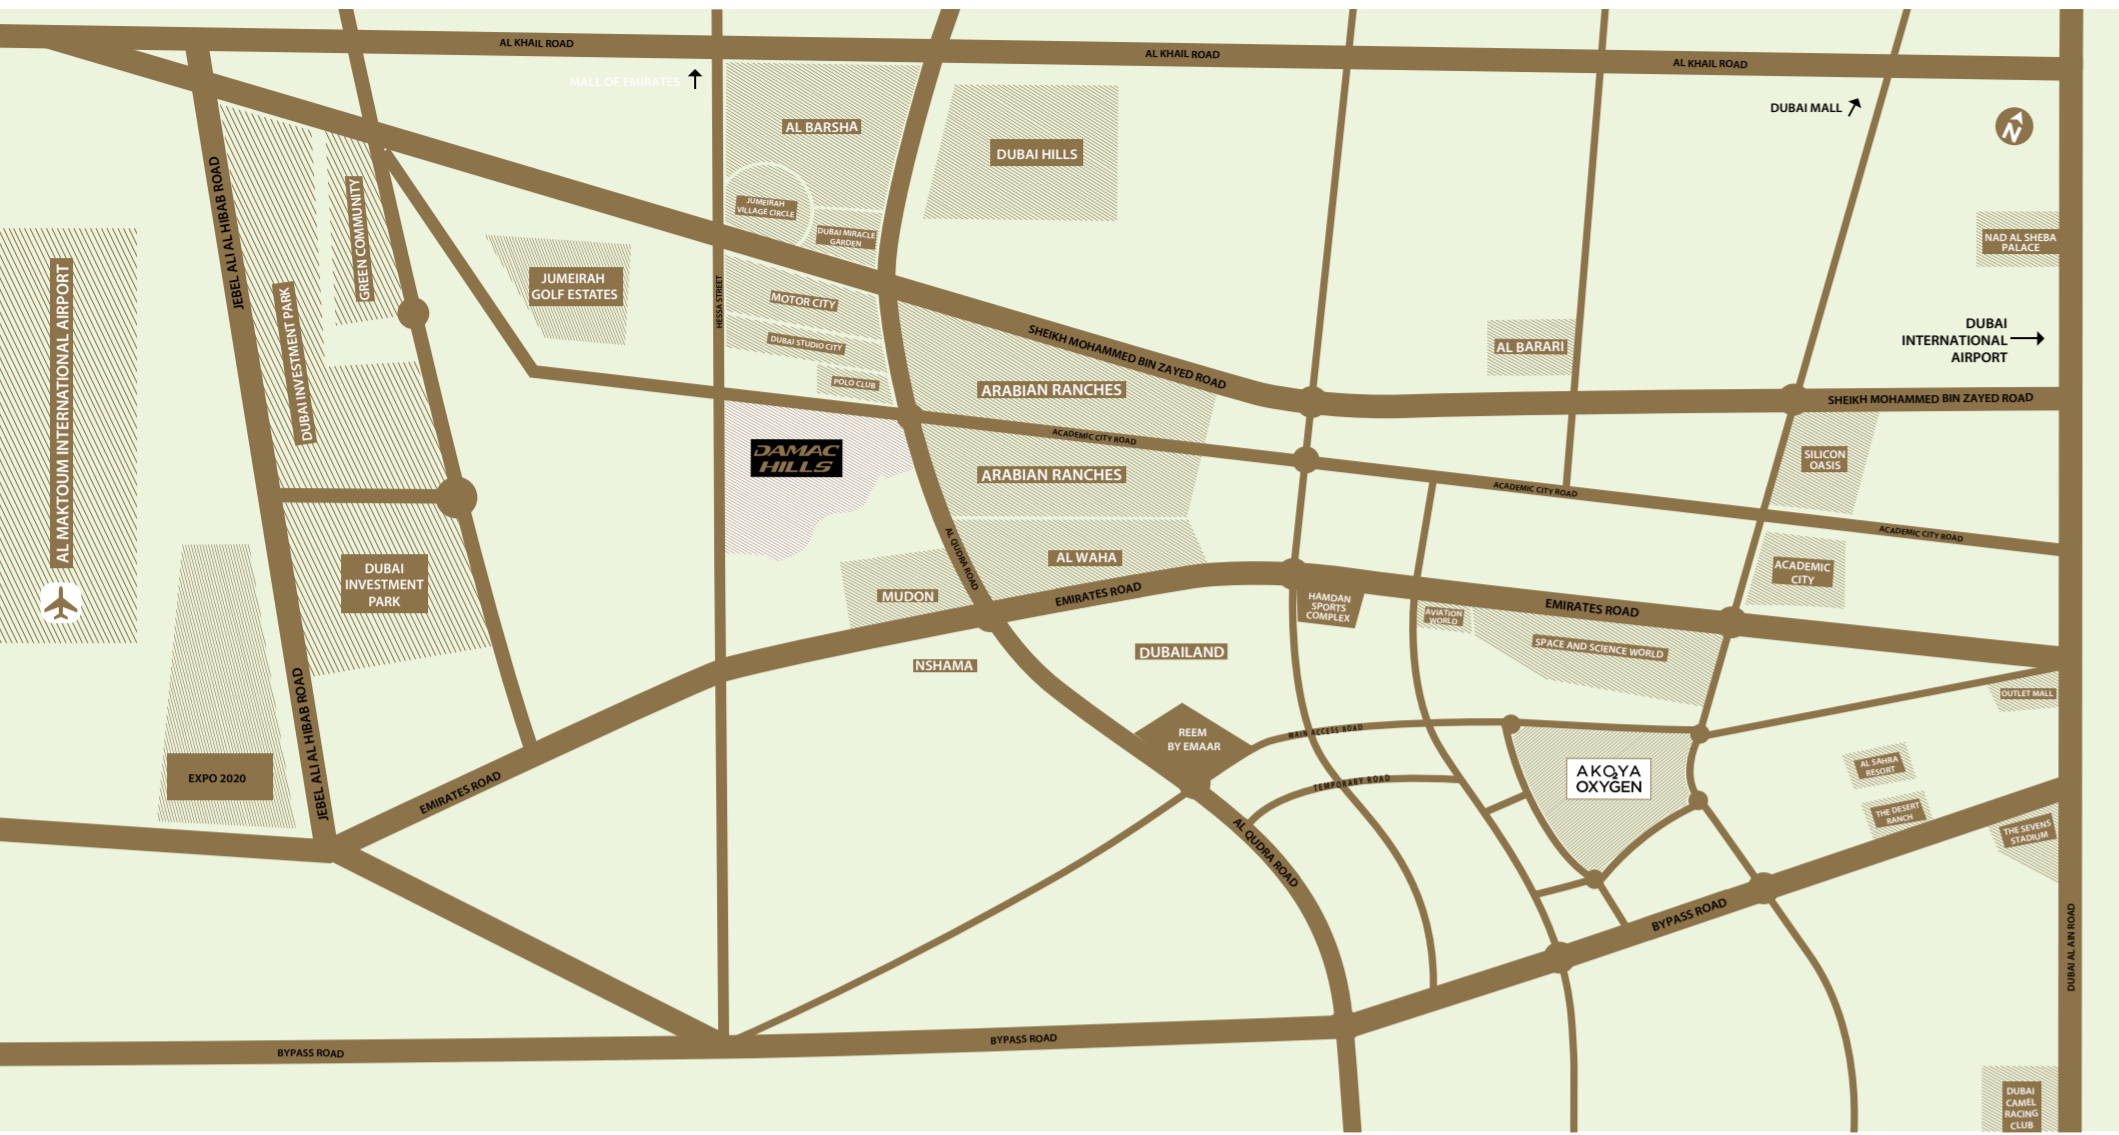 AL KHAIL ROAD
AL KHAIL ROAD
AL KHAIL ROAD
MALL OF EMIRATES
DUBAI MALL
N
AL BARSHA
DUBAI HILLS
JEBEL ALI AL HIBAB ROAD
GREEN COMMUNITY
JUMEIRAH
VILLAGE CIRCLE
DUBAI MIRACLE
GARDEN
NAD AL SHEBA
PALACE
AL MAKTOUM INTERNATIONAL AIRPORT
DUBAI INVESTMENT PARK
JUMEIRAH
GOLF ESTATES
HESSA STREET
MOTOR CITY
DUBAI STUDIO CITY
POLO CLUB
SHEIKH MOHAMMED BIN ZAYED ROAD
AL BARARI
DUBAI
INTERNATIONAL
AIRPORT
ARABIAN RANCHES
SHEIKH MOHAMMED BIN ZAYED ROAD
DAMAC
HILLS
ACADEMIC CITY ROAD
ARABIAN RANCHES
SILICON
OASIS
ACADEMIC CITY ROAD
ACADEMIC CITY ROAD
AL QUDRA ROAD
AL WAHA
DUBAI
INVESTMENT
PARK
MUDON
EMIRATES ROAD
HAMDAN
SPORTS
COMPLEX
AVIATION
WORLD
EMIRATES ROAD
ACADEMIC
CITY
SPACE AND SCIENCE WORLD
NSHAMA
DUBAILAND
OUTLET MALL
REEM
BY EMAAR
MAIN ACCESS ROAD
TEMPORARY ROAD
EXPO 2020
JEBEL ALI AL HIBAB ROAD
EMIRATES ROAD
AKO2YA
OXYGEN
AL SAHRA
RESORT
THE DESERT
RANCH
THE SEVENS
STADIUM
AL QUDRA ROAD
BYPASS ROAD
DUBAI AL AIN ROAD
BYPASS ROAD
BYPASS ROAD
DUBAI
CAMEL
RACING
CLUB